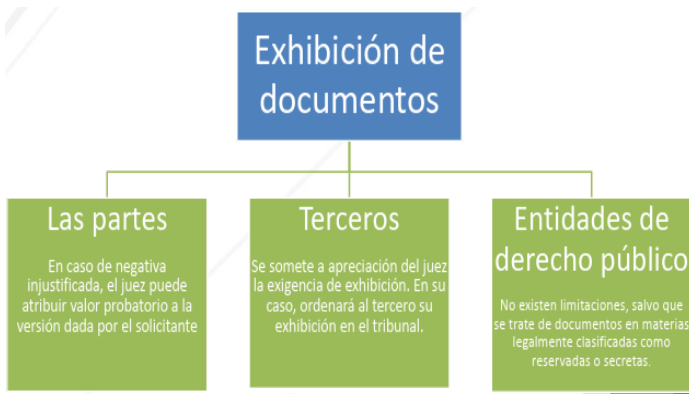 Exhibición de
documentos
Las partes
En caso de negativa
injustificada, el juez puede
atribuir valor probatorio a la
versión dada por el solicitante
Terceros
Se somete a apreciación del juez
la exigencia de exhibición. En su
caso, ordenará al tercero su
exhibición en el tribunal.
Entidades de
derecho público
No existen limitaciones, salvo que
se trate de documentos en materias
legalmente clasificadas como
reservadas o secretas.